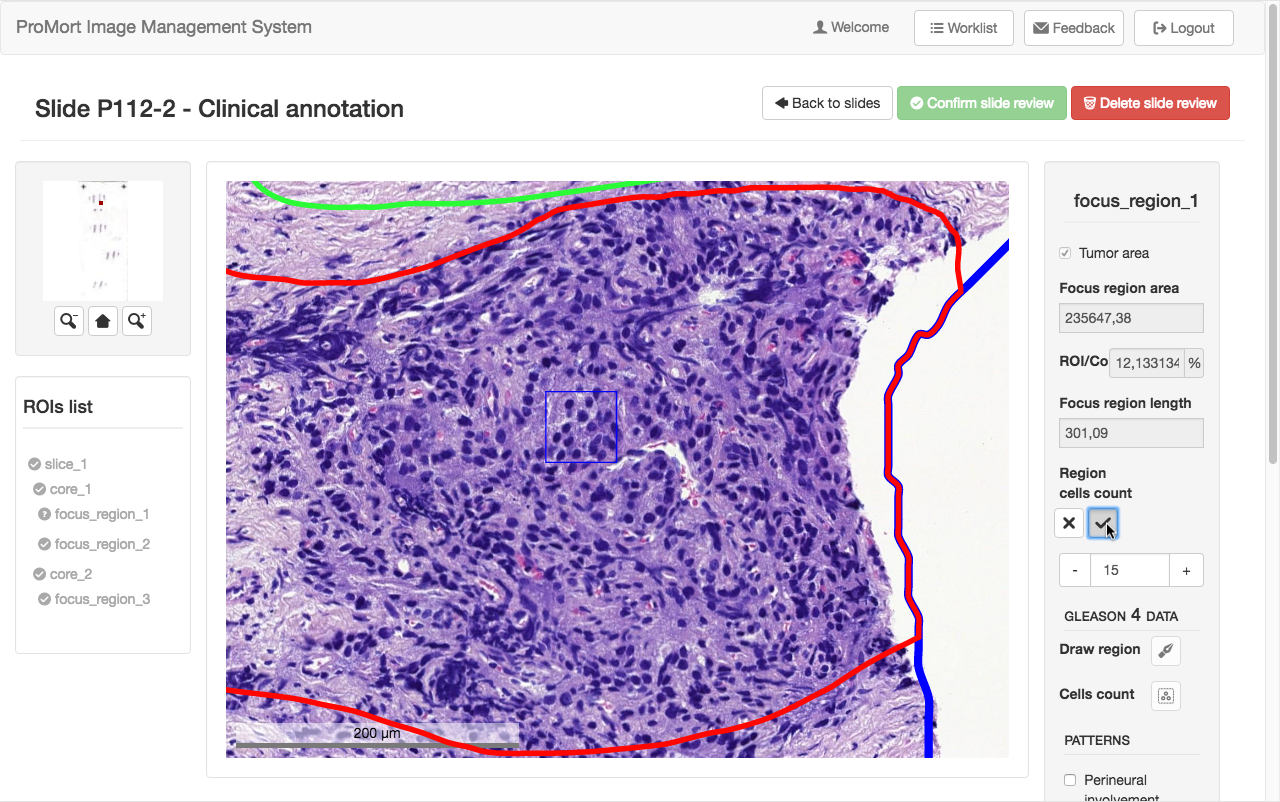 ProMort Image Management System
Welcome
Worklist
Feedback
Logout
Slide P112-2 - Clinical annotation
Back to slides
Confirm slide review
Delete slide review
ROIs list
slice_1
core_1
focus_region_1
focus_region_2
core_2
focus_region_3
200 µm
focus_region_1
Tumor area
Focus region area
235647,38
ROI/Co
12,133134 %
Focus region length
301,09
Region
cells count
- 15 +
GLEASON 4 DATA
Draw region
Cells count
PATTERNS
Perineural
involvement